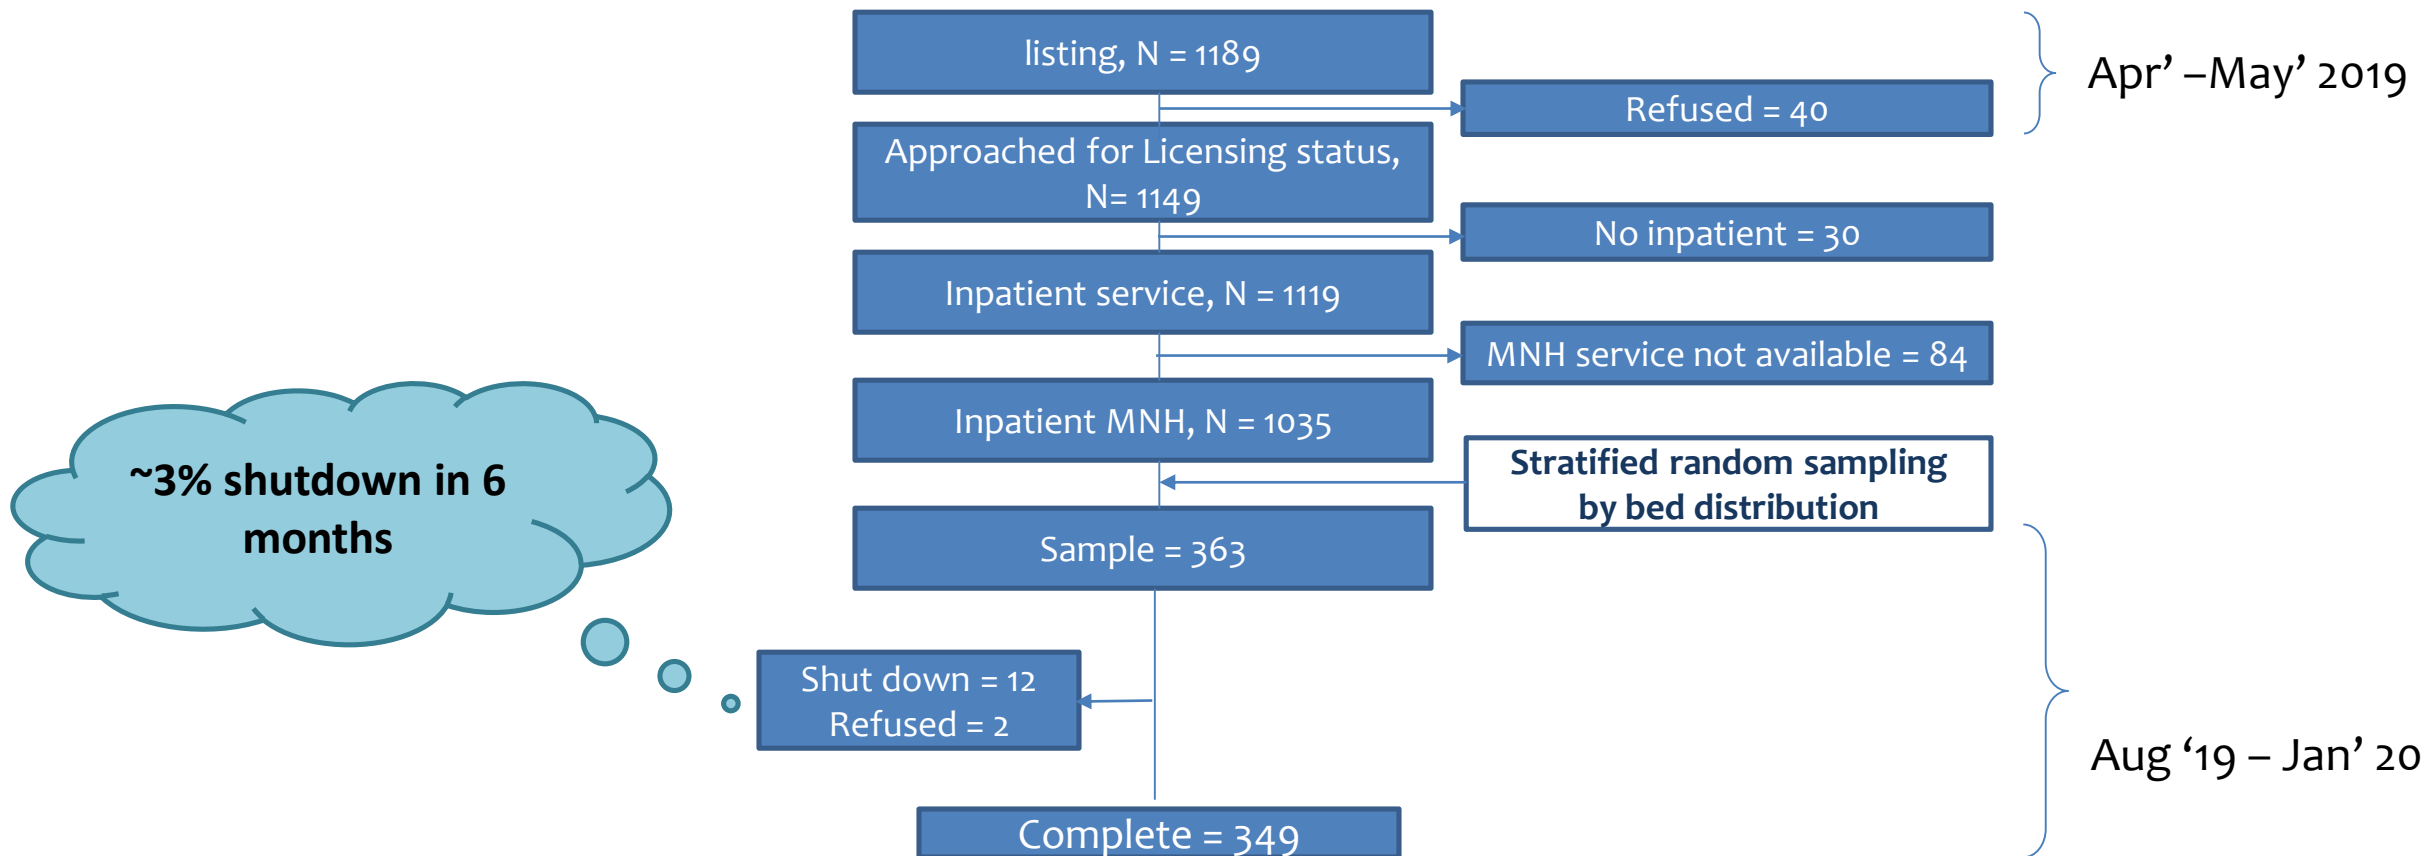 listing, N = 1189
Apr’ –May’ 2019
Refused = 40
Approached for Licensing status,
N= 1149
No inpatient = 30
Inpatient service, N = 1119
MNH service not available = 84
Inpatient MNH, N = 1035
Stratified random sampling
by bed distribution
~3% shutdown in 6
months
Sample = 363
Shut down = 12
Refused = 2
Aug ‘19 – Jan’ 20
Complete = 349